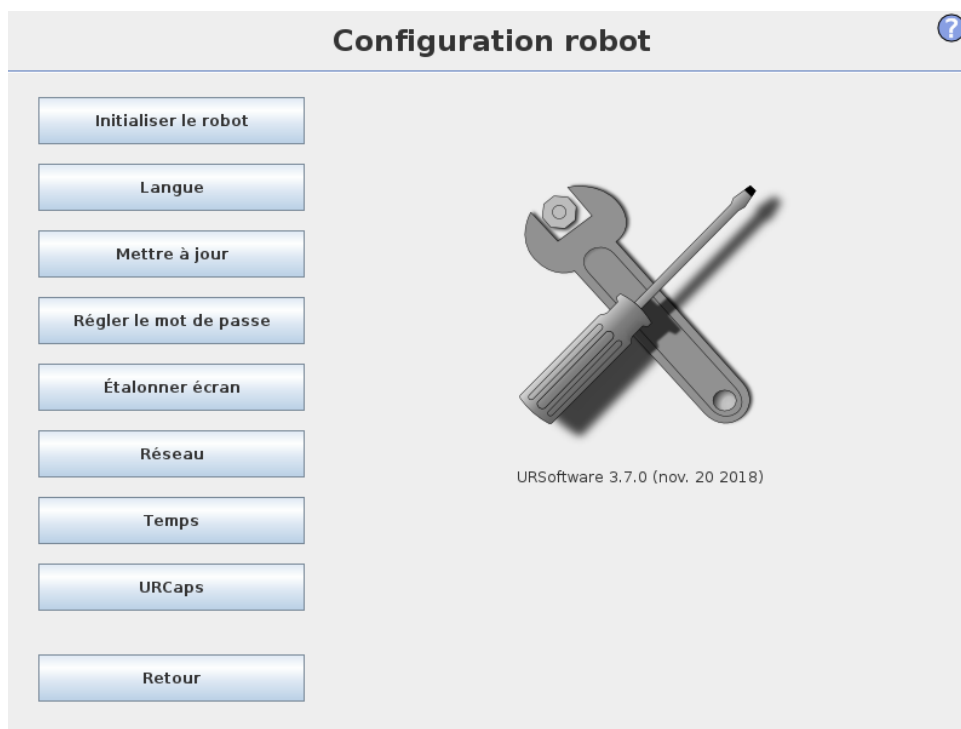 Configuration robot
?
Initialiser le robot
Langue
Mettre à jour
Régler le mot de passe
Étalonner écran
Réseau
Temps
URCaps
Retour
URSoftware 3.7.0 (nov. 20 2018)